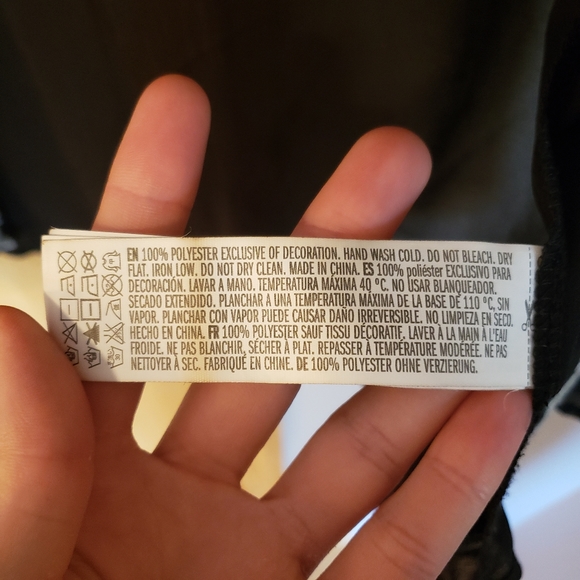 EN 100% POLYESTER EXCLUSIVE OF DECORATION. HAND WASH COLD. DO NOT BLEACH. DRY
FLAT. IRON LOW. DO NOT DRY CLEAN. MADE IN CHINA. ES 100% poliéster EXCLUSIVO PARA
DECORACIÓN. LAVAR A MANO. TEMPERATURA MÁXIMA 40 ºC. NO USAR BLANQUEADOR.
SECADO EXTENDIDO. PLANCHAR A UNA TEMPERATURA MÁXIMA DE LA BASE DE 110 ºC, SIN
VAPOR. PLANCHAR CON VAPOR PUEDE CAUSAR DAÑO IRREVERSIBLE. NO LIMPIEZA EN SECO.
HECHO EN CHINA. FR 100% POLYESTER SAUF TISSU DÉCORATIF. LAVER À LA MAIN À L'EAU
FROIDE. NE PAS BLANCHIR. SÉCHER À PLAT. REPASSER À TEMPÉRATURE MODÉRÉE. NE PAS
NETTOYER À SEC. FABRIQUÉ EN CHINE. DE 100% POLYESTER OHNE VERZIERUNG.